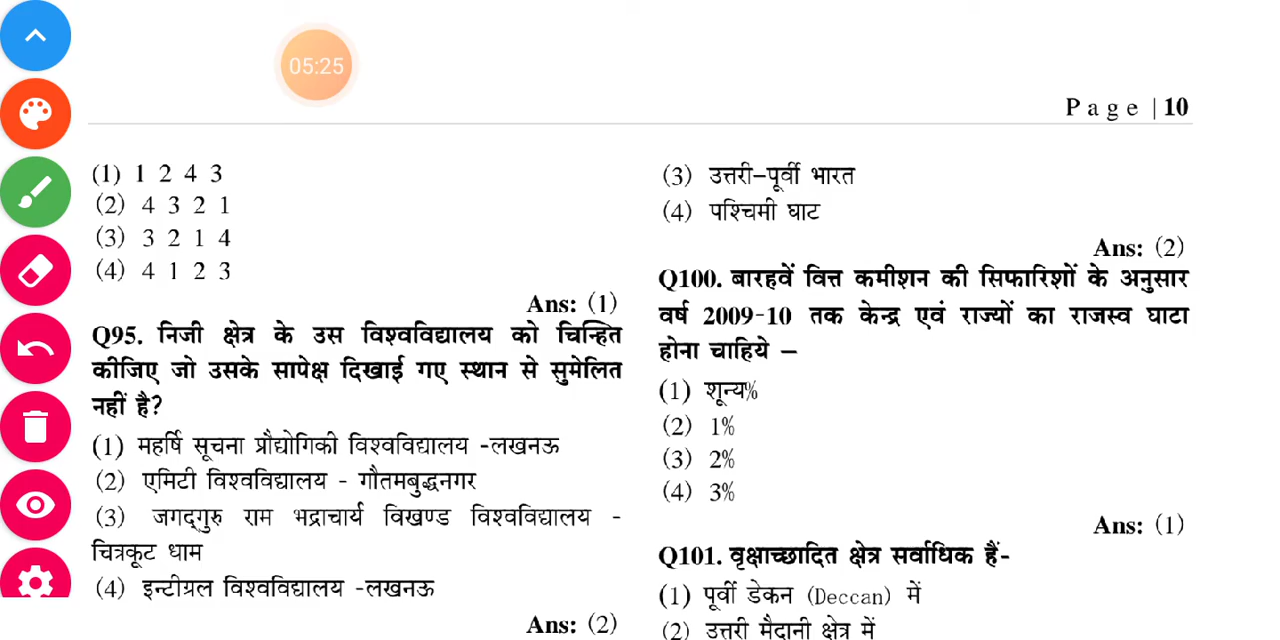 05:25
Page |10
(1) 1 2 4 3
(2) 4 3 2 1
(3) 3 2 1 4
(4) 4 1 2 3
Ans: (1)
Q95. निजी क्षेत्र के उस विश्वविद्यालय को चिन्हित
कीजिए जो उसके सापेक्ष दिखाई गए स्थान से सुमेलित
नहीं है?
(1) महर्षि सूचना प्रौद्योगिकी विश्वविद्यालय -लखनऊ
(2) एमिटी विश्वविद्यालय - गौतमबुद्धनगर
(3) जगद्गुरु राम भद्राचार्य विखण्ड विश्वविद्यालय -
चित्रकूट धाम
(4) इन्टीग्रल विश्वविद्यालय -लखनऊ
Ans: (2)
(3) उत्तरी–पूर्वी भारत
(4) पश्चिमी घाट
Ans: (2)
Q100. बारहवें वित्त कमीशन की सिफारिशों के अनुसार
वर्ष 2009-10 तक केन्द्र एवं राज्यों का राजस्व घाटा
होना चाहिये –
(1) शून्य%
(2) 1%
(3) 2%
(4) 3%
Ans: (1)
Q101. वृक्षाच्छादित क्षेत्र सर्वाधिक हैं-
(1) पूर्वी डेकन (Deccan) में
(2) उत्तरी मैदानी क्षेत्र में